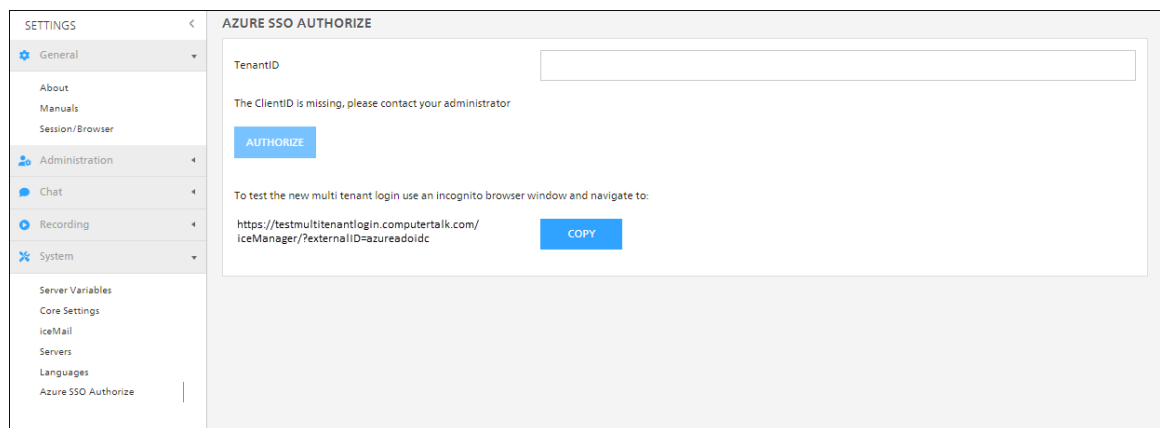 SETTINGS
General
About
Manuals
Session/Browser
Administration
Chat
Recording
System
Server Variables
Core Settings
iceMail
Servers
Languages
Azure SSO Authorize
AZURE SSO AUTHORIZE
TenantID
The ClientID is missing, please contact your administrator
AUTHORIZE
To test the new multi tenant login use an incognito browser window and navigate to:
https://testmultitenantlogin.computertalk.com/
iceManager/?externalID=azureadoidc
COPY